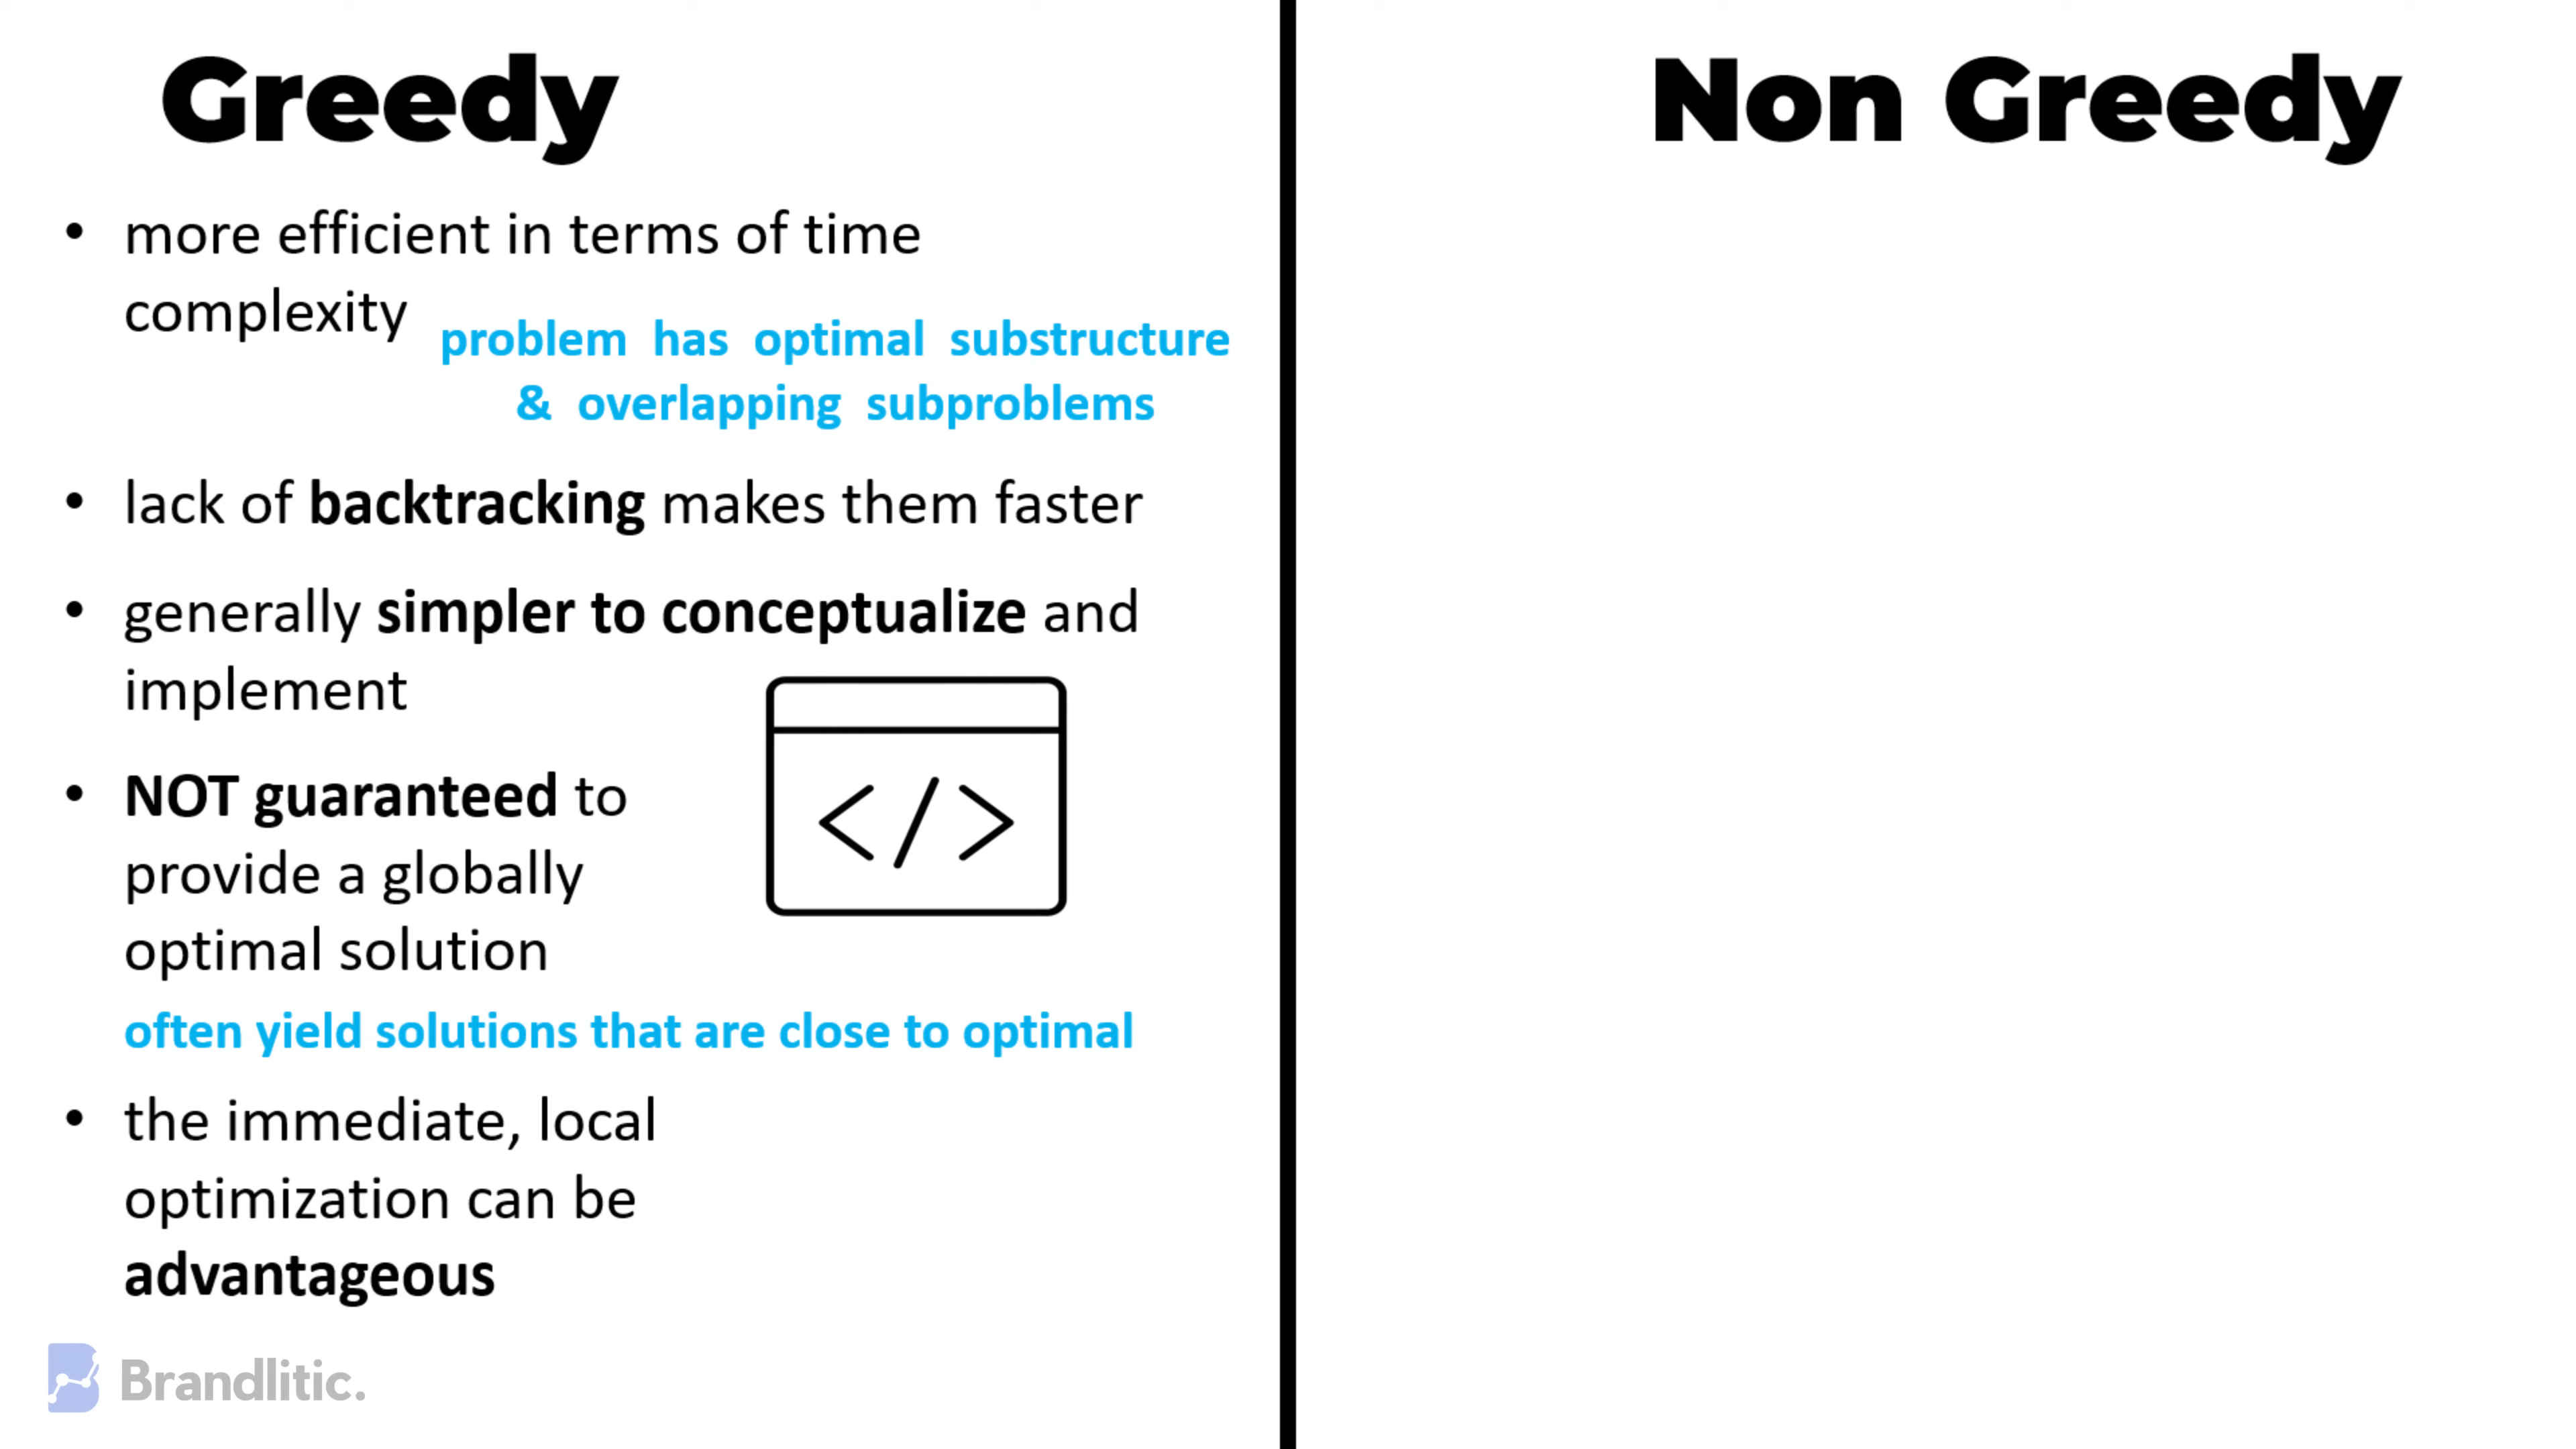 Greedy
Non Greedy
• more efficient in terms of time
complexity
problem has optimal substructure
& overlapping subproblems
• lack of backtracking makes them faster
• generally simpler to conceptualize and
implement
</>
• NOT guaranteed to
provide a globally
optimal solution
often yield solutions that are close to optimal
• the immediate, local
optimization can be
advantageous
Brandlitic.